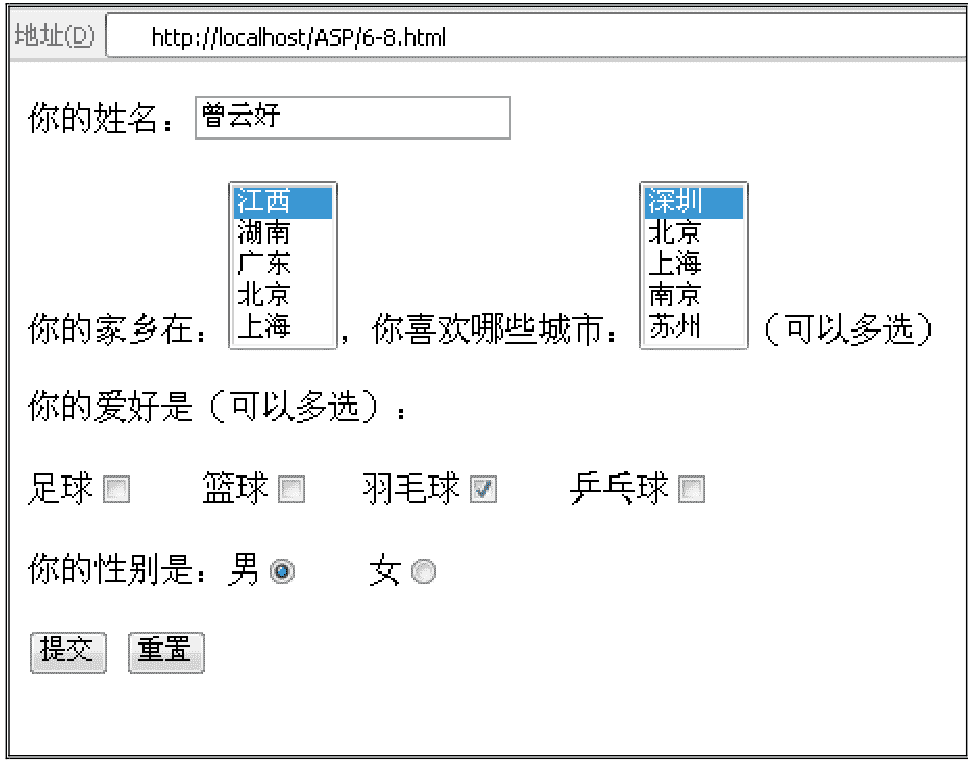 地址(D) http://localhost/ASP/6-8.html
你的姓名：曾云好
江西 深圳
湖南 北京
广东 上海
北京 南京
你的家乡在：上海，你喜欢哪些城市：苏州（可以多选）
你的爱好是（可以多选）：
足球 篮球 羽毛球 乒乓球
你的性别是：男 女
提交 重置